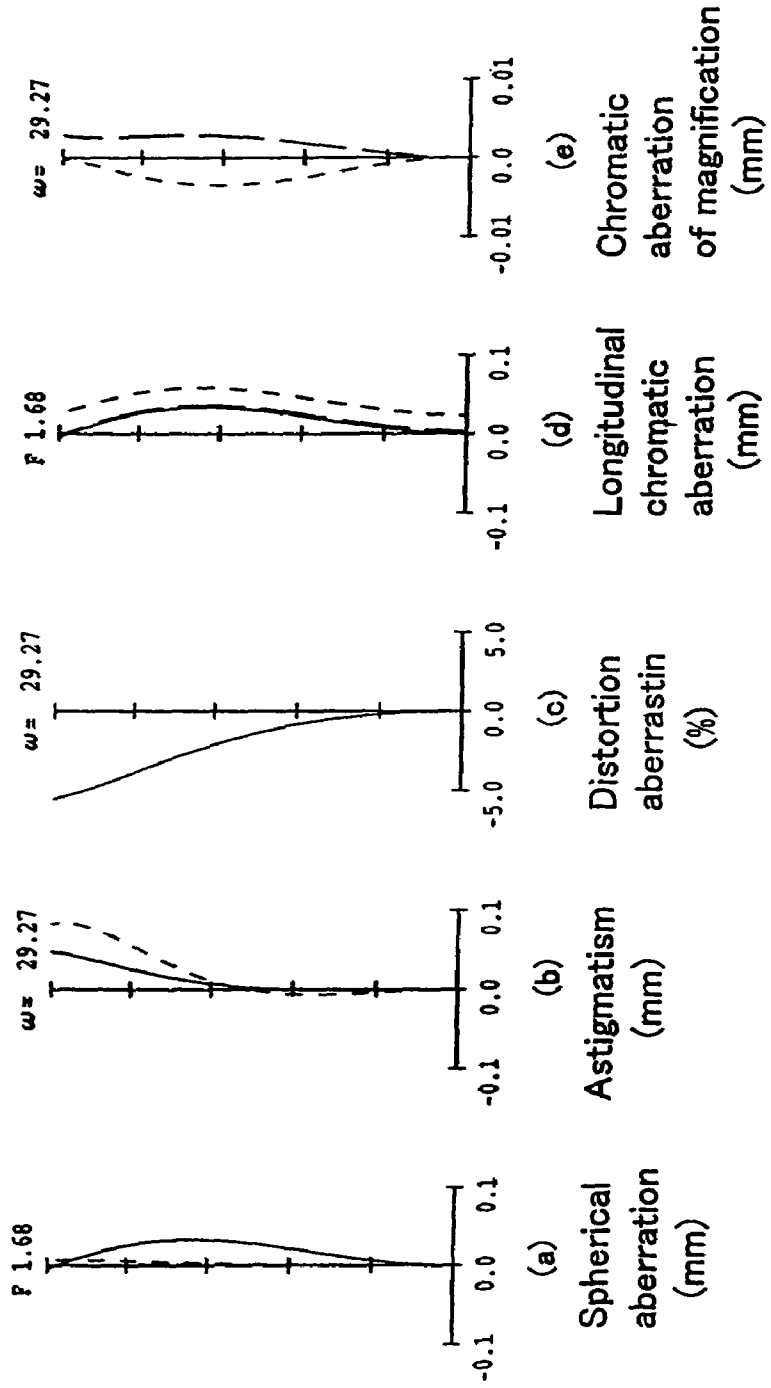 F 1.68
-0.1 0.0 0.1
(a)
Spherical
aberration
(mm)
ω= 29.27
-0.1 0.0 0.1
(b)
Astigmatism
(mm)
ω= 29.27
-5.0 0.0 5.0
(c)
Distortion
aberrastin
(%)
F 1.68
-0.1 0.0 0.1
(d)
Longitudinal
chromatic
aberration
(mm)
ω= 29.27
-0.01 0.0 0.01
(e)
Chromatic
aberration
of magnification
(mm)